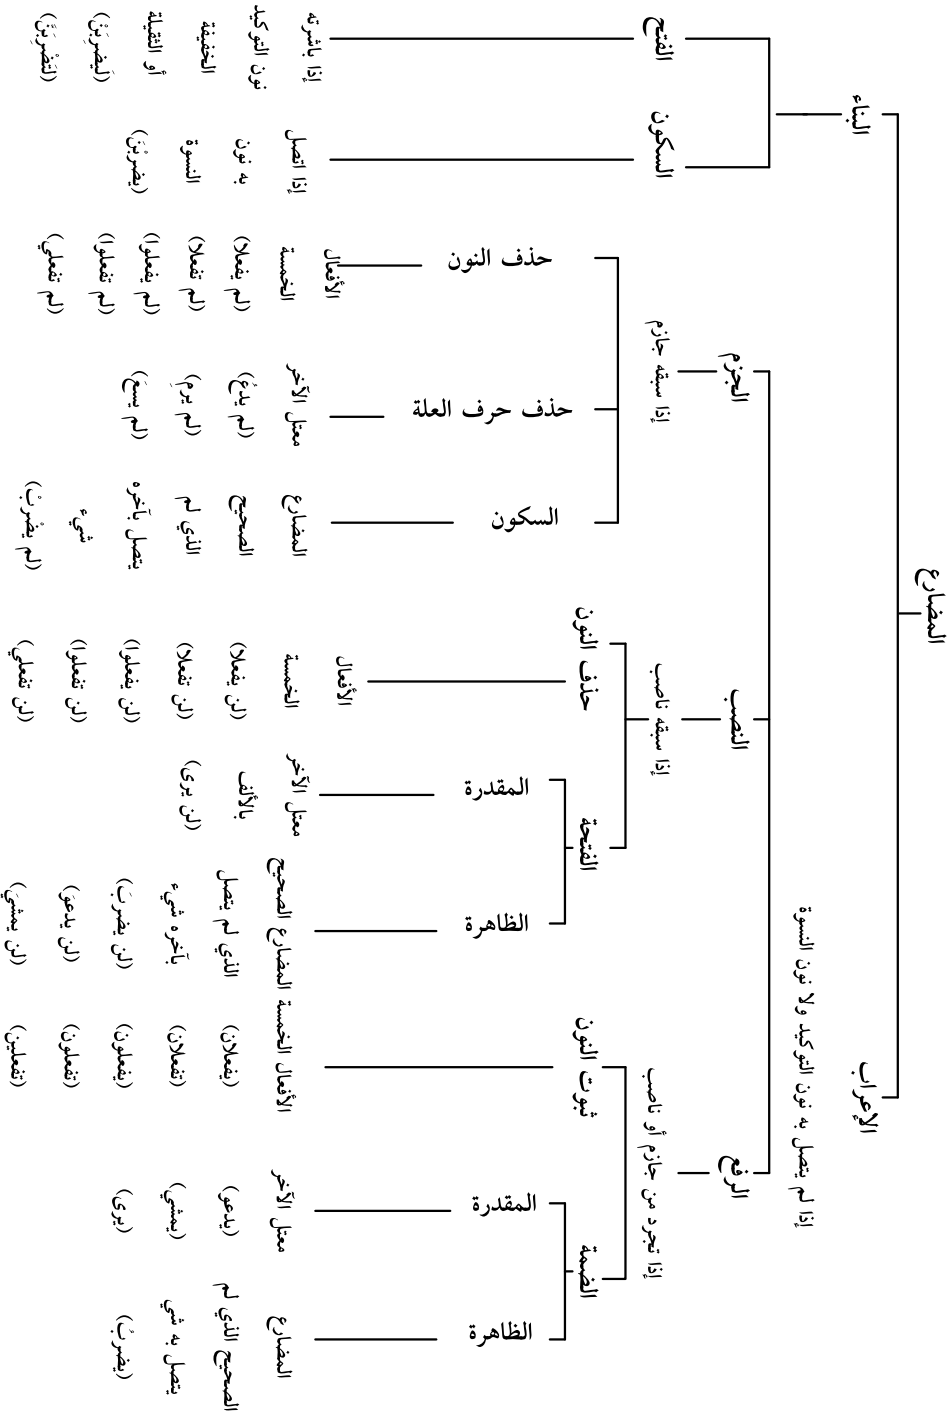 المضارع
البناء
الإعراب
إذا لم يتصل به نون التوكيد ولا نون النسوة
الفتح
السكون
الجزم
إذا سبقه جازم
النصب
إذا سبقه ناصب
الرفع
إذا تجرد من جازم أو ناصب
إذا باشرته
نون التوكيد
الخفيفة
أو الثقيلة
(لَيضربَنْ)
(لتَضْرِبَنَّ)
إذا اتصل
به نون
النسوة
(يضربْنَ)
حذف النون
الأفعال
الخمسة
(لم يفعلا)
(لم تفعلا)
(لم يفعلوا)
(لم تفعلوا)
(لم تفعلي)
حذف حرف العلة
معتل الآخر
(لم يدعُ)
(لم يرمِ)
(لم يسعَ)
السكون
المضارع
الصحيح
الذي لم
يتصل بآخره
شيء
(لم يضْربْ)
حذف النون
الأفعال
الخمسة
(لن يفعلا)
(لن تفعلا)
(لن يفعلوا)
(لن تفعلوا)
(لن تفعلي)
الفتحة
المقدرة
معتل الآخر
بالألف
(لن يرى)
الظاهرة
المضارع الصحيح
الذي لم يتصل
بآخره شيء
(لن يضربَ)
(لن يدعوَ)
(لن يمشيَ)
ثبوت النون
الأفعال الخمسة
(يفعلان)
(تفعلان)
(يفعلون)
(تفعلون)
(تفعلين)
الضمة
المقدرة
معتل الآخر
(يدعو)
(يمشي)
(يرى)
الظاهرة
المضارع
الصحيح الذي لم
يتصل به شي
(يضربُ)